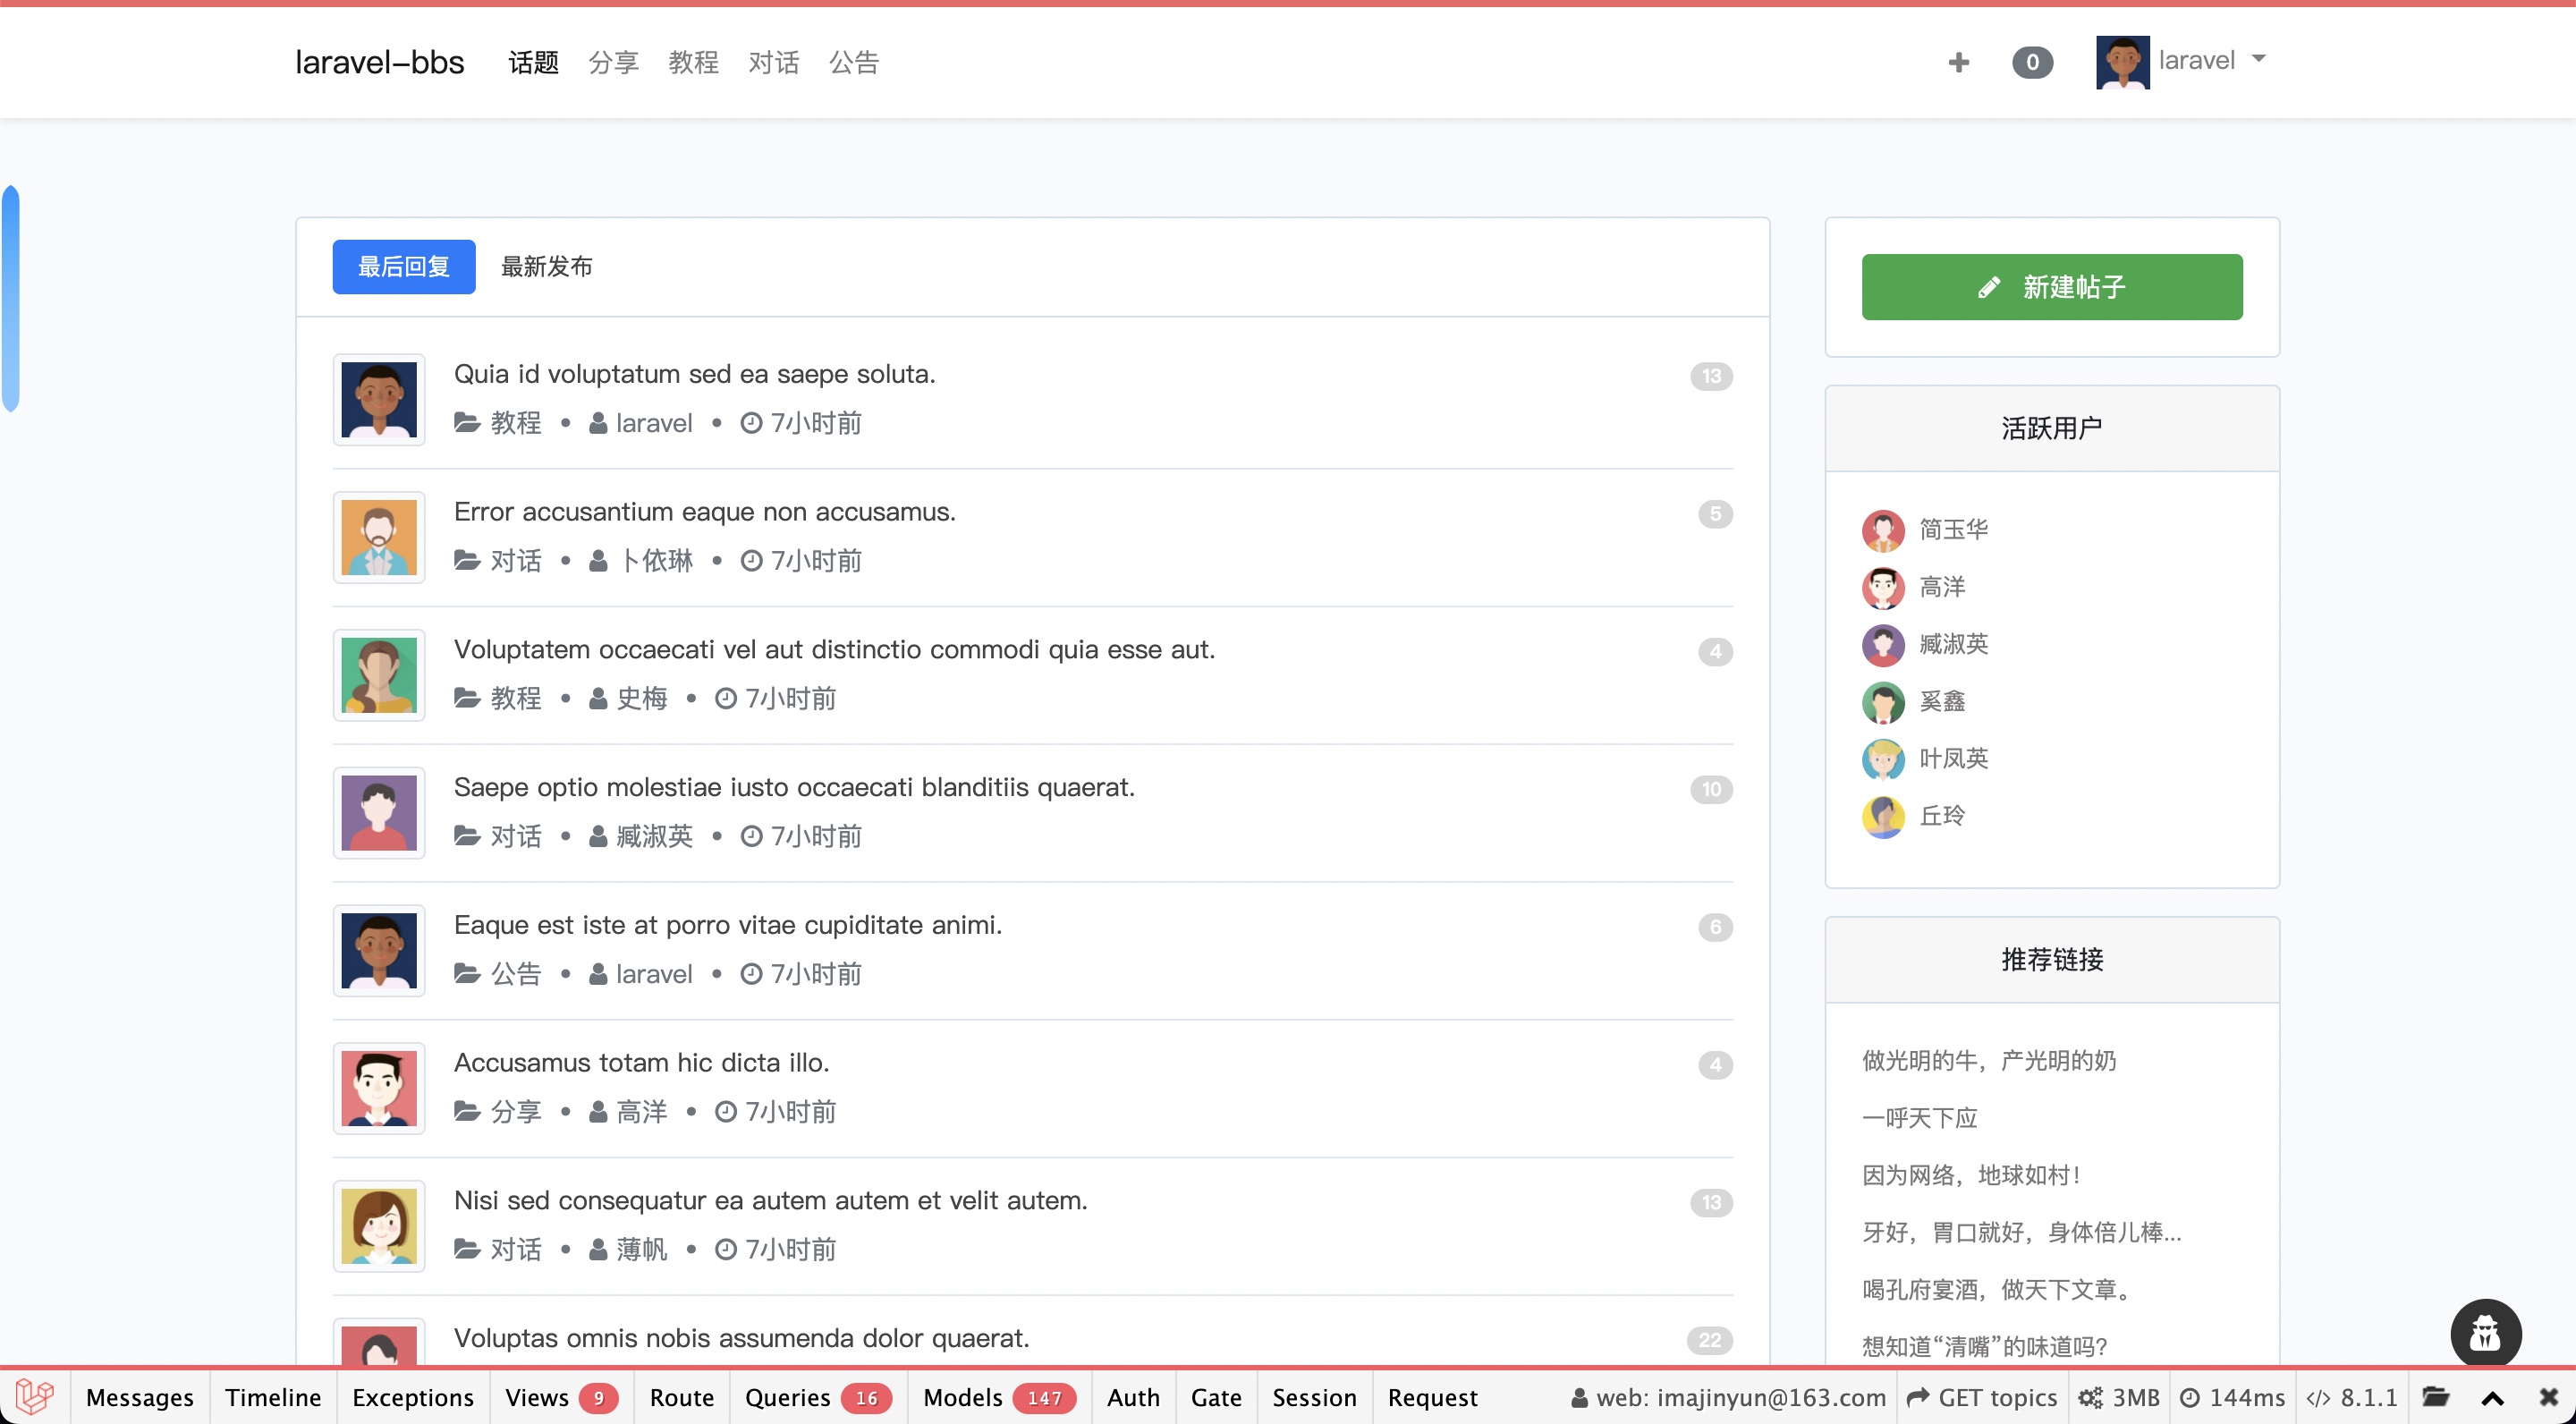 laravel-bbs 话题 分享 教程 对话 公告 0 laravel
最后回复 最新发布
Quia id voluptatum sed ea saepe soluta. 13
教程 • laravel • 7小时前
Error accusantium eaque non accusamus. 5
对话 • 卜依琳 • 7小时前
Voluptatem occaecati vel aut distinctio commodi quia esse aut. 4
教程 • 史梅 • 7小时前
Saepe optio molestiae iusto occaecati blanditiis quaerat. 10
对话 • 臧淑英 • 7小时前
Eaque est iste at porro vitae cupiditate animi. 6
公告 • laravel • 7小时前
Accusamus totam hic dicta illo. 4
分享 • 高洋 • 7小时前
Nisi sed consequatur ea autem autem et velit autem. 13
对话 • 薄帆 • 7小时前
Voluptas omnis nobis assumenda dolor quaerat. 22
新建帖子
活跃用户
简玉华
高洋
臧淑英
奚鑫
叶凤英
丘玲
推荐链接
做光明的牛，产光明的奶
一呼天下应
因为网络，地球如村！
牙好，胃口就好，身体倍儿棒...
喝孔府宴酒，做天下文章。
想知道“清嘴”的味道吗？
Messages Timeline Exceptions Views 9 Route Queries 16 Models 147 Auth Gate Session Request web: imajinyun@163.com GET topics 3MB 144ms 8.1.1